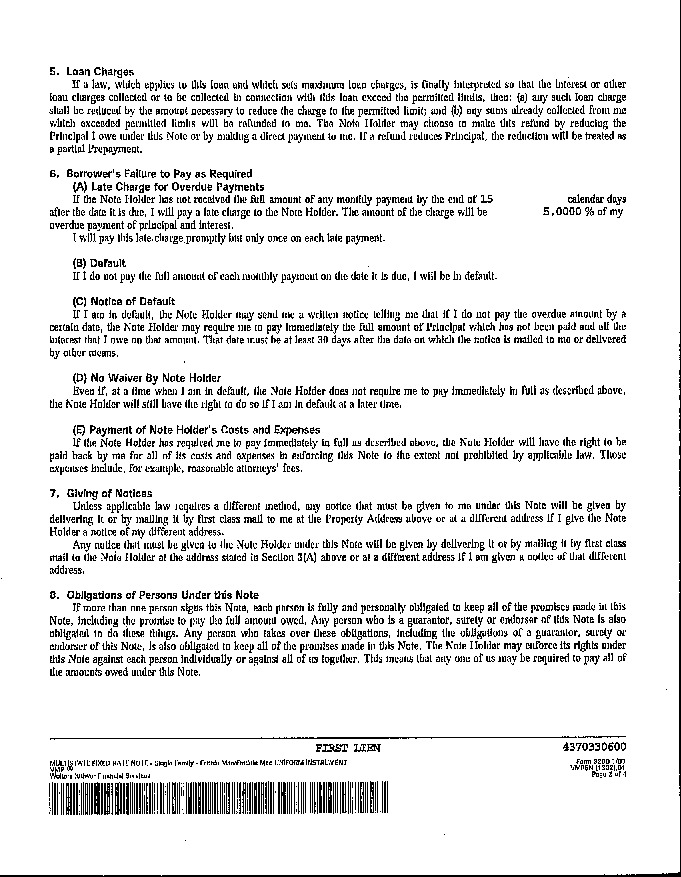 5. Loan Charges
If a law, which applies to this loan and which sets maximum loan charges, is finally interpreted so that the interest or other
loan charges collected or to be collected in connection with this loan exceed the permitted limits, then: (a) any such loan charge
shall be reduced by the amount necessary to reduce the charge to the permitted limit; and (b) any sums already collected from me
which exceeded permitted limits will be refunded to me. The Note Holder may choose to make this refund by reducing the
Principal I owe under this Note or by making a direct payment to me. If a refund reduces Principal, the reduction will be treated as
a partial Prepayment.
6. Borrower's Failure to Pay as Required
(A) Late Charge for Overdue Payments
If the Note Holder has not received the full amount of any monthly payment by the end of 15 calendar days
after the date it is due, I will pay a late charge to the Note Holder. The amount of the charge will be 5.0000 % of my
overdue payment of principal and interest.
I will pay this late charge promptly but only once on each late payment.
(B) Default
If I do not pay the full amount of each monthly payment on the date it is due, I will be in default.
(C) Notice of Default
If I am in default, the Note Holder may send me a written notice telling me that if I do not pay the overdue amount by a
certain date, the Note Holder may require me to pay immediately the full amount of Principal which has not been paid and all the
interest that I owe on that amount. That date must be at least 30 days after the date on which the notice is mailed to me or delivered
by other means.
(D) No Waiver By Note Holder
Even if, at a time when I am in default, the Note Holder does not require me to pay immediately in full as described above,
the Note Holder will still have the right to do so if I am in default at a later time.
(E) Payment of Note Holder's Costs and Expenses
If the Note Holder has required me to pay immediately in full as described above, the Note Holder will have the right to be
paid back by me for all of its costs and expenses in enforcing this Note to the extent not prohibited by applicable law. Those
expenses include, for example, reasonable attorneys' fees.
7. Giving of Notices
Unless applicable law requires a different method, any notice that must be given to me under this Note will be given by
delivering it or by mailing it by first class mail to me at the Property Address above or at a different address if I give the Note
Holder a notice of my different address.
Any notice that must be given to the Note Holder under this Note will be given by delivering it or by mailing it by first class
mail to the Note Holder at the address stated in Section 3(A) above or at a different address if I am given a notice of that different
address.
8. Obligations of Persons Under this Note
If more than one person signs this Note, each person is fully and personally obligated to keep all of the promises made in this
Note, including the promise to pay the full amount owed. Any person who is a guarantor, surety or endorser of this Note is also
obligated to do these things. Any person who takes over these obligations, including the obligations of a guarantor, surety or
endorser of this Note, is also obligated to keep all of the promises made in this Note. The Note Holder may enforce its rights under
this Note against each person individually or against all of us together. This means that any one of us may be required to pay all of
the amounts owed under this Note.
FIRST LIEN 4370330600
MULTISTATE FIXED RATE NOTE - Single Family - Fannie Mae/Freddie Mac UNIFORM INSTRUMENT Form 3200 1/01
VMP ® VMP5N (1302).01
Wolters Kluwer Financial Services Page 2 of 4